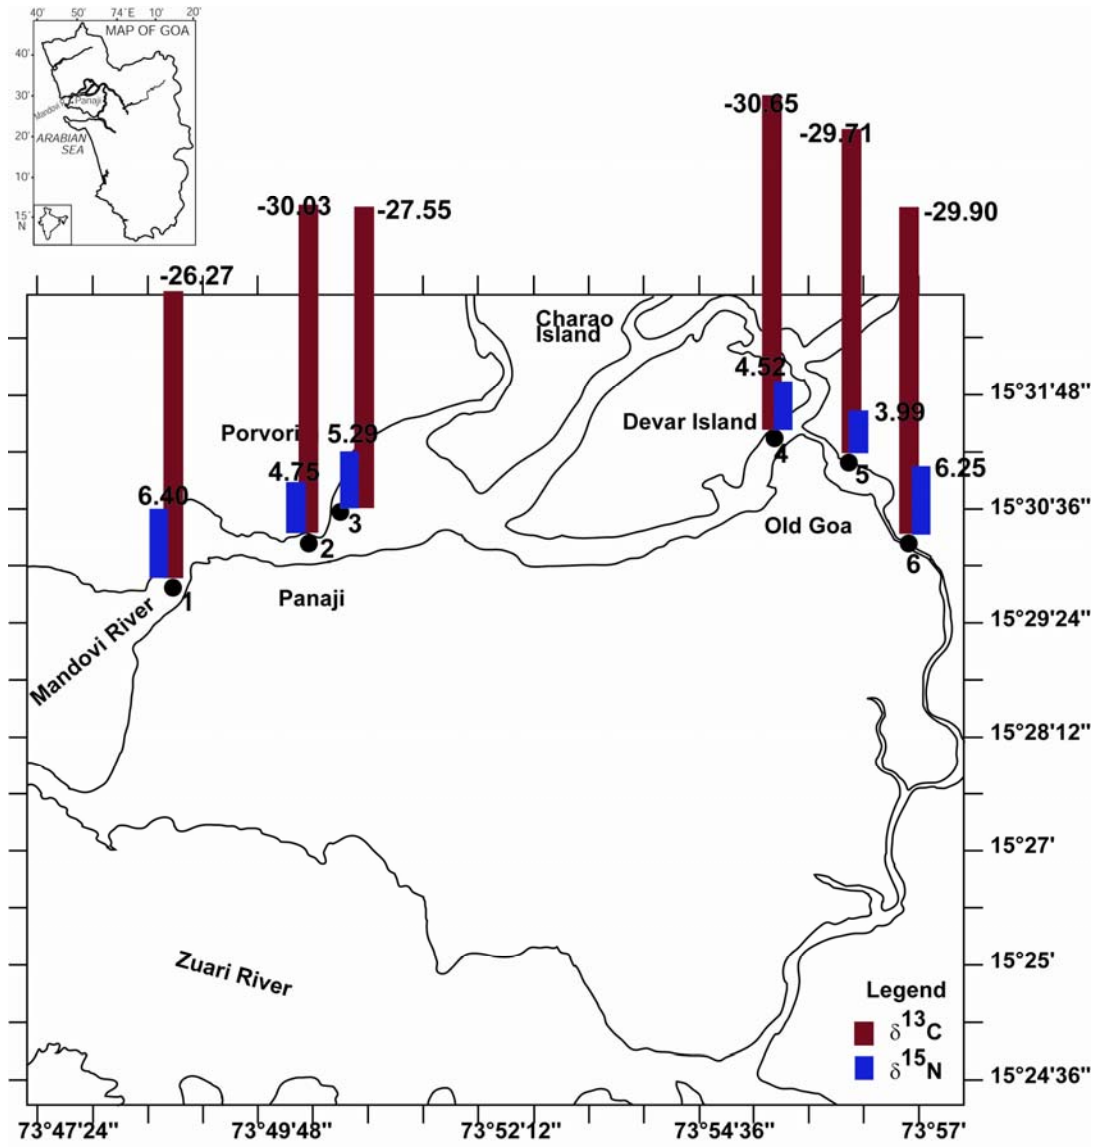 40' 50' 74°E 10' 20'
MAP OF GOA
40'
30'
20'
10'
15°
N
Mandovi R.
Panaji
ARABIAN
SEA
-30.65
-29.71
-29.90
-30.03
-27.55
-26.27
Charao
Island
4.52
3.99
Devar Island
Porvori
5.29
4.75
6.40
6.25
4
5
3
2
1
6
Old Goa
Panaji
Mandovi River
Zuari River
15°31'48"
15°30'36"
15°29'24"
15°28'12"
15°27'
15°25'
15°24'36"
Legend
δ13C
δ15N
73°47'24" 73°49'48" 73°52'12" 73°54'36" 73°57'